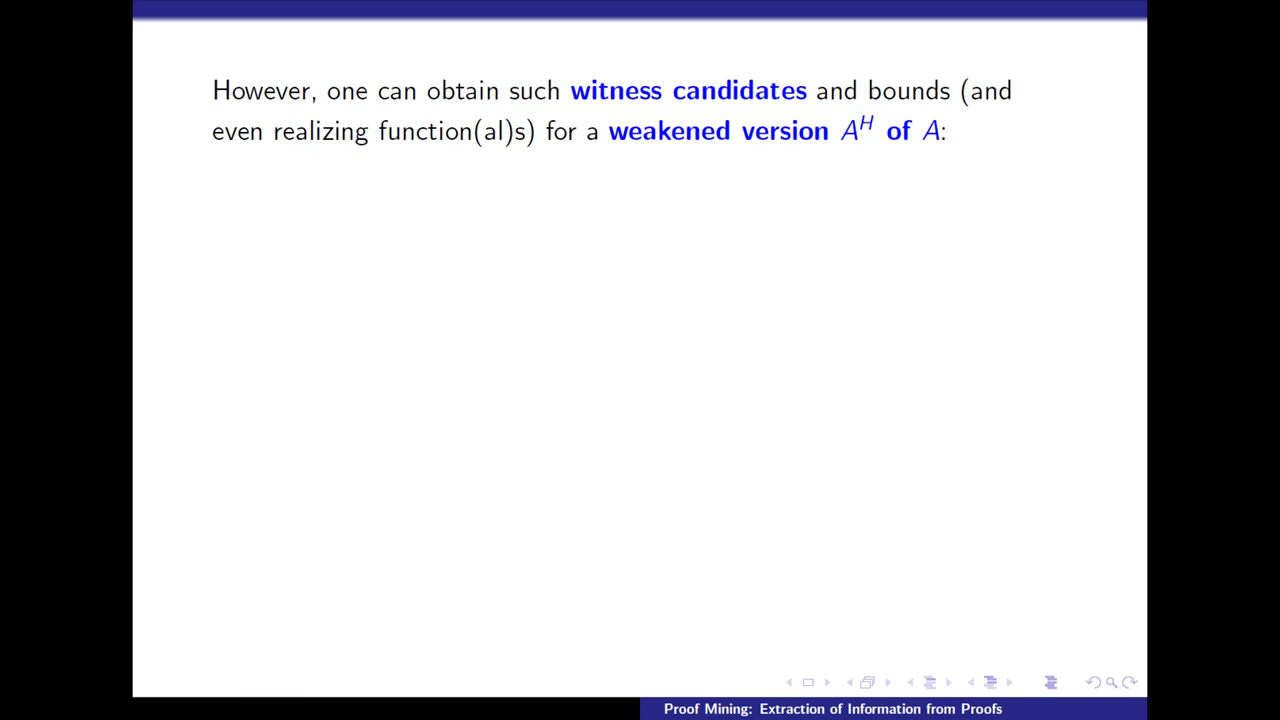 However, one can obtain such witness candidates and bounds (and
even realizing function(al)s) for a weakened version A^H of A:
Proof Mining: Extraction of Information from Proofs